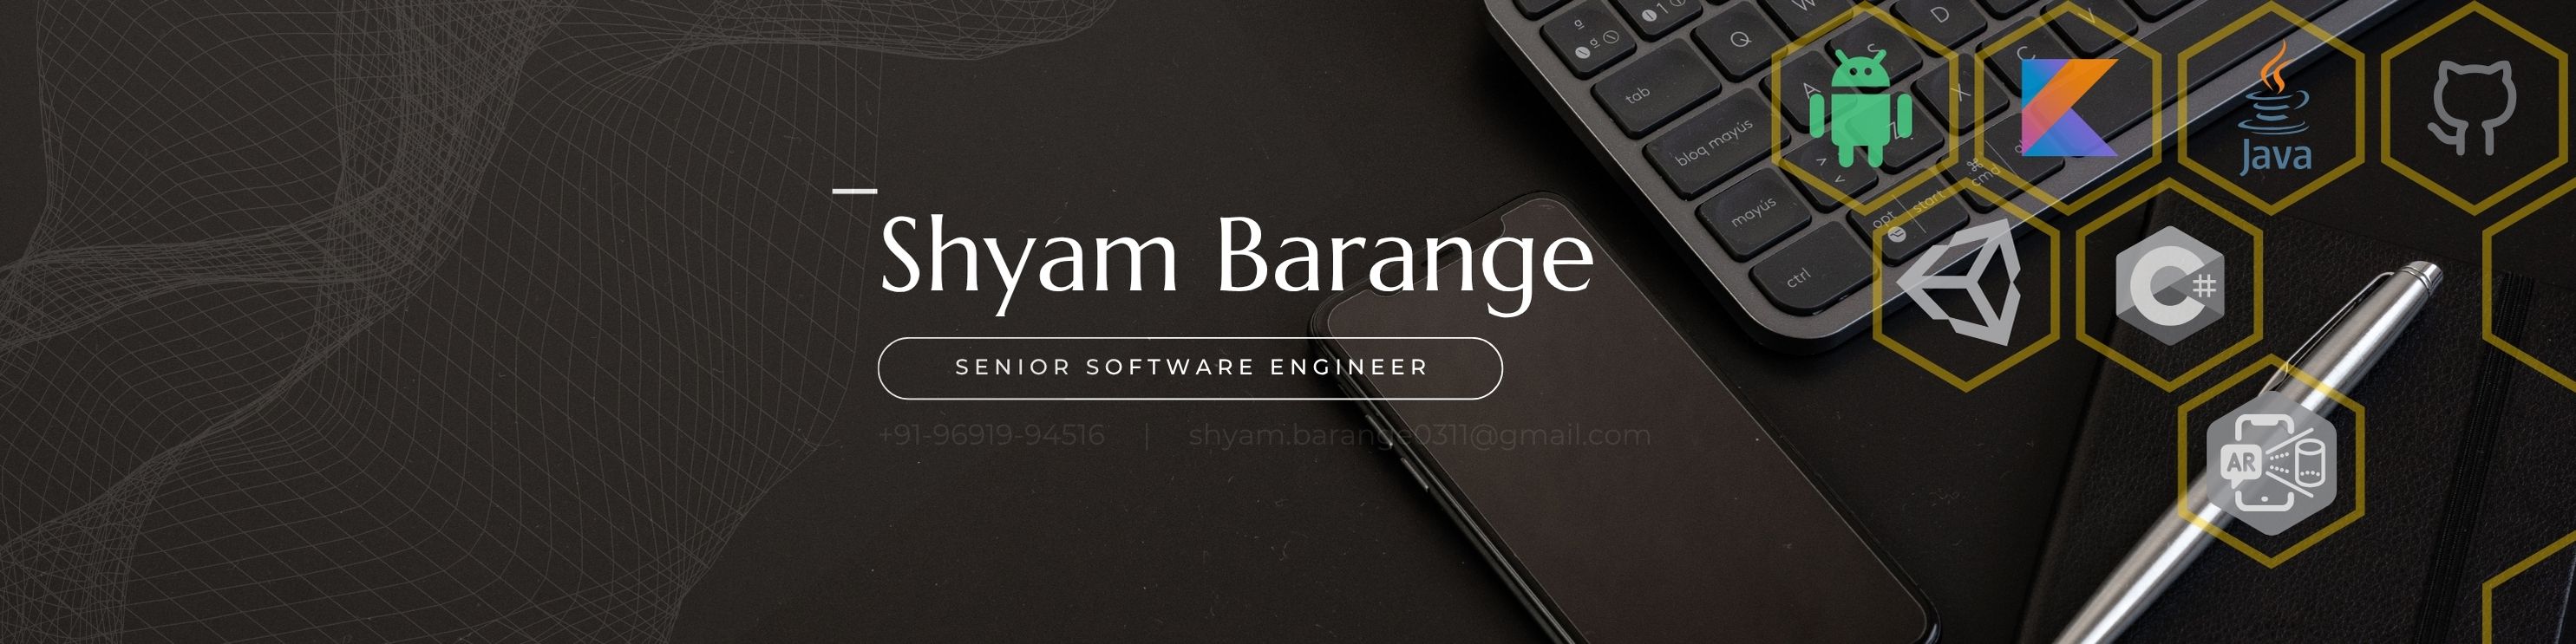 Shyam Barange
SENIOR SOFTWARE ENGINEER
+91-96919-94516 | shyam.barange0311@gmail.com
Q
W
D
V
S
C
A
X
Z
tab
bloq mayús
mayús
ctrl
opt
start
cmd
Java
C#
AR